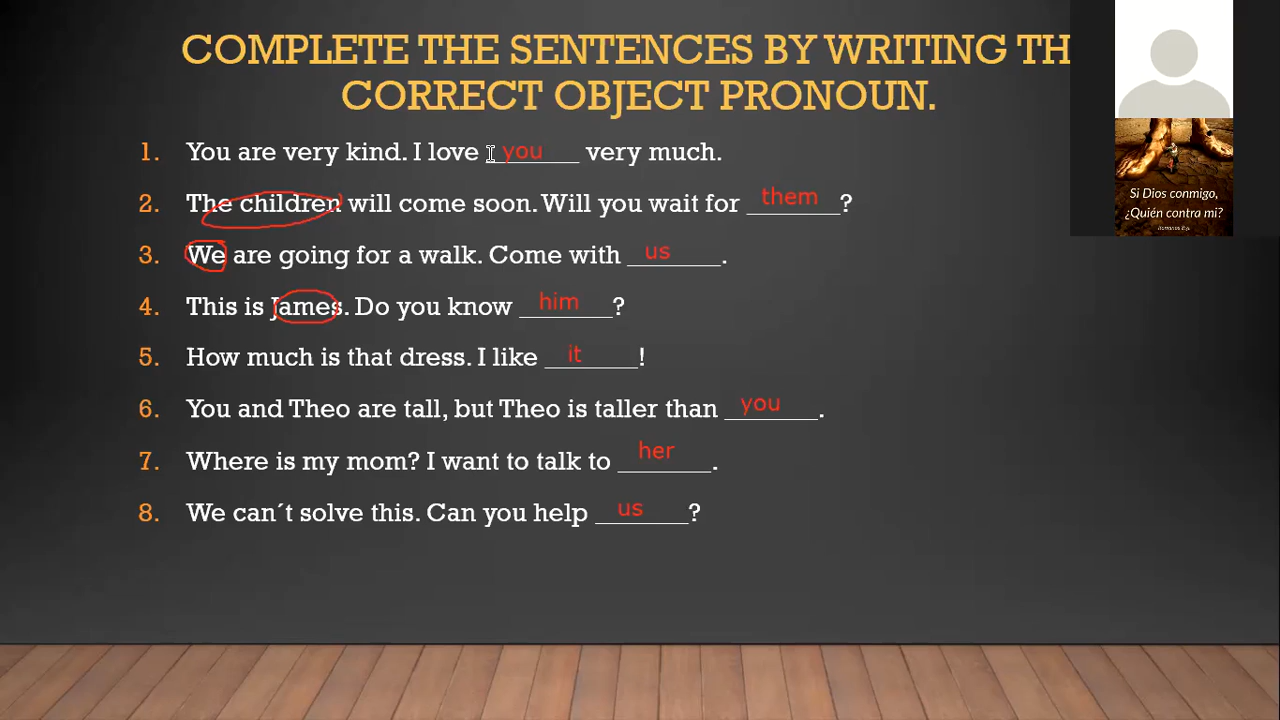 COMPLETE THE SENTENCES BY WRITING TH
CORRECT OBJECT PRONOUN.
1. You are very kind. I love you very much.
2. The children will come soon. Will you wait for them ?
3. We are going for a walk. Come with us .
4. This is James. Do you know him ?
5. How much is that dress. I like it !
6. You and Theo are tall, but Theo is taller than you .
7. Where is my mom? I want to talk to her .
8. We can´t solve this. Can you help us ?
Si Dios conmigo,
¿Quién contra mi?